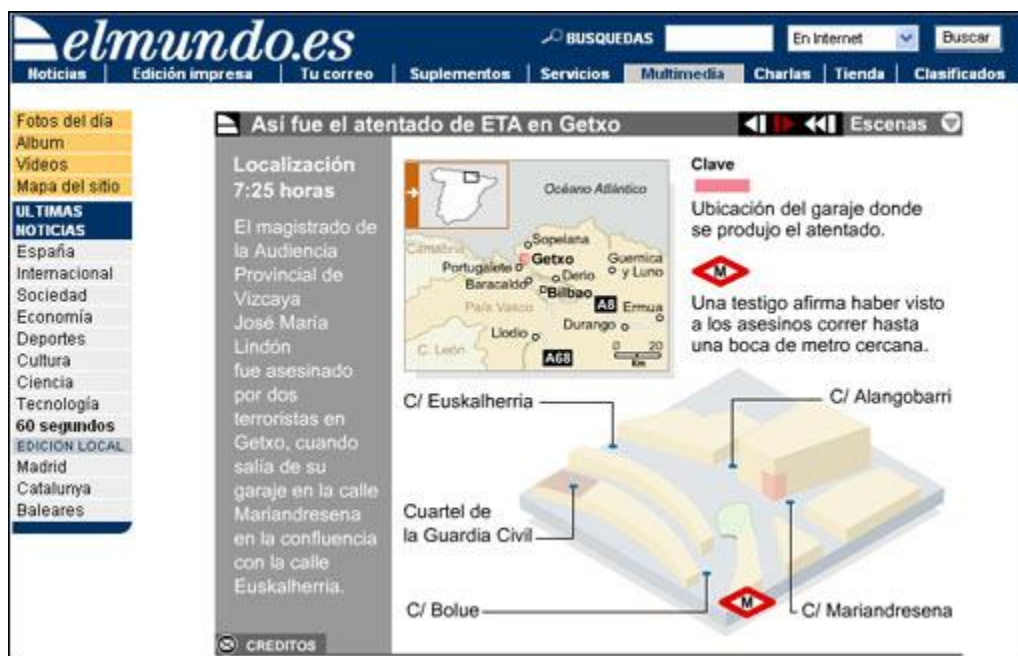 elmundo.es
BUSQUEDAS
En Internet
Buscar
Noticias
Edición impresa
Tu correo
Suplementos
Servicios
Multimedia
Charlas
Tienda
Clasificados
Fotos del día
Album
Vídeos
Mapa del sitio
ULTIMAS
NOTICIAS
España
Internacional
Sociedad
Economía
Deportes
Cultura
Ciencia
Tecnología
60 segundos
EDICION LOCAL
Madrid
Catalunya
Baleares
Así fue el atentado de ETA en Getxo
Escenas
Localización
7:25 horas
El magistrado de
la Audiencia
Provincial de
Vizcaya
José María
Lindón
fue asesinado
por dos
terroristas en
Getxo, cuando
salía de su
garaje en la calle
Mariandresena
en la confluencia
con la calle
Euskalherria.
CREDITOS
Océano Atlántico
Cantabria
Sopelana
Portugalete
Getxo
Guernica
y Luno
Baracaldo
Derio
Bilbao
País Vasco
A8
Ermua
Llodio
Durango
C. León
A68
0 20
Km
Clave
Ubicación del garaje donde
se produjo el atentado.
M
Una testigo afirma haber visto
a los asesinos correr hasta
una boca de metro cercana.
C/ Euskalherria
C/ Alangobarri
Cuartel de
la Guardia Civil
C/ Bolue
M
C/ Mariandresena